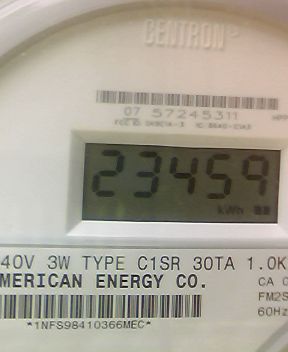 CENTRON
07 57245311
23459
kWh
40V 3W TYPE C1SR 30TA 1.0K
MERICAN ENERGY CO.
CA 0
FM2S
60Hz
*1NFS98410366MEC*